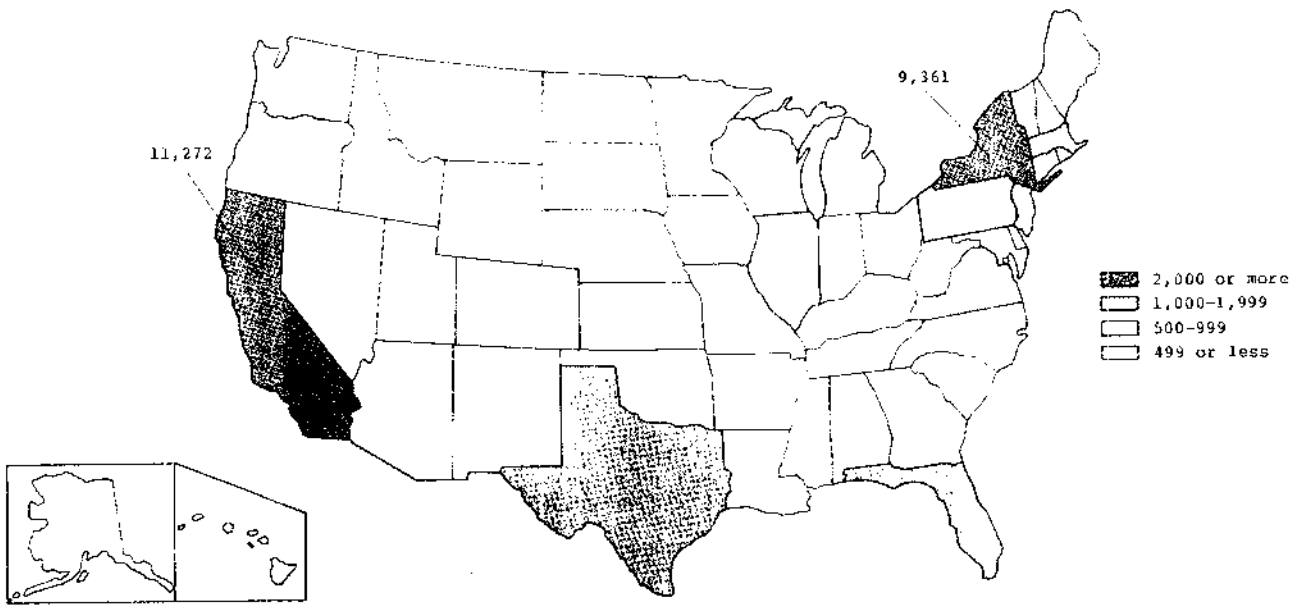 9,361
11,272
2,000 or more
1,000-1,999
500-999
499 or less